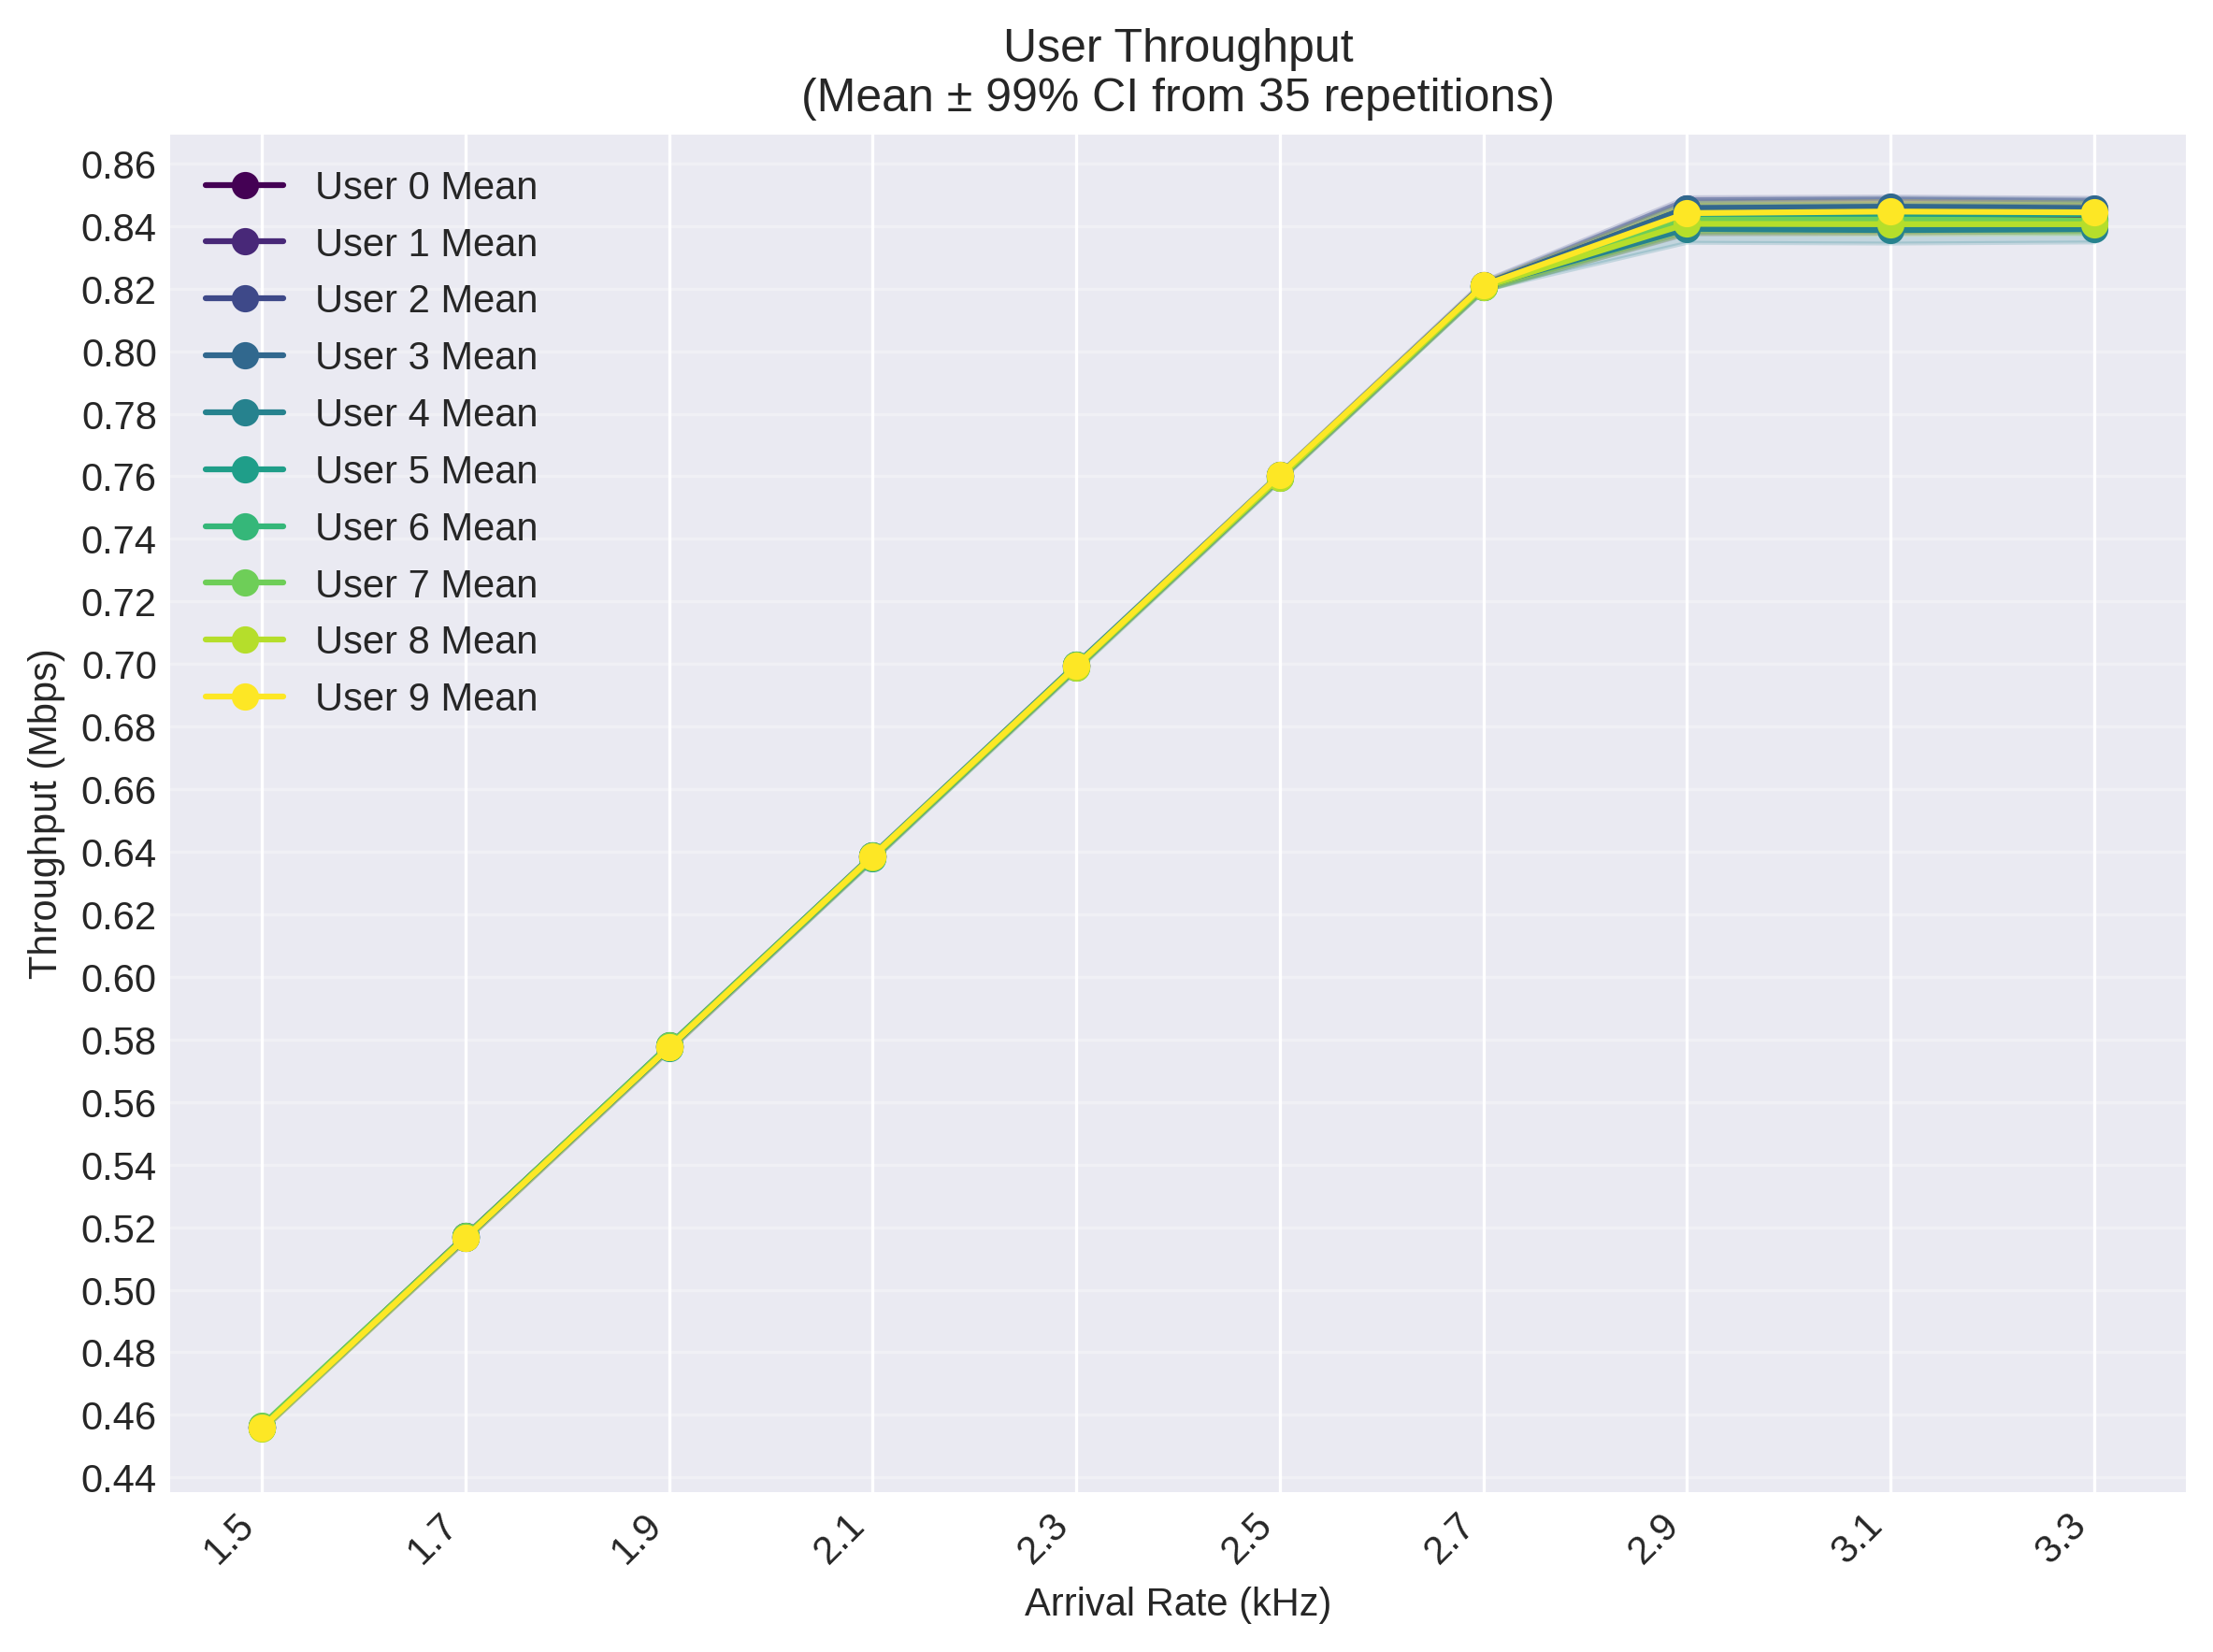 User Throughput
(Mean ± 99% CI from 35 repetitions)
0.86
0.84
0.82
0.80
0.78
0.76
0.74
0.72
0.70
0.68
0.66
0.64
0.62
0.60
0.58
0.56
0.54
0.52
0.50
0.48
0.46
0.44
Throughput (Mbps)
User 0 Mean
User 1 Mean
User 2 Mean
User 3 Mean
User 4 Mean
User 5 Mean
User 6 Mean
User 7 Mean
User 8 Mean
User 9 Mean
1.5
1.7
1.9
2.1
2.3
2.5
2.7
2.9
3.1
3.3
Arrival Rate (kHz)